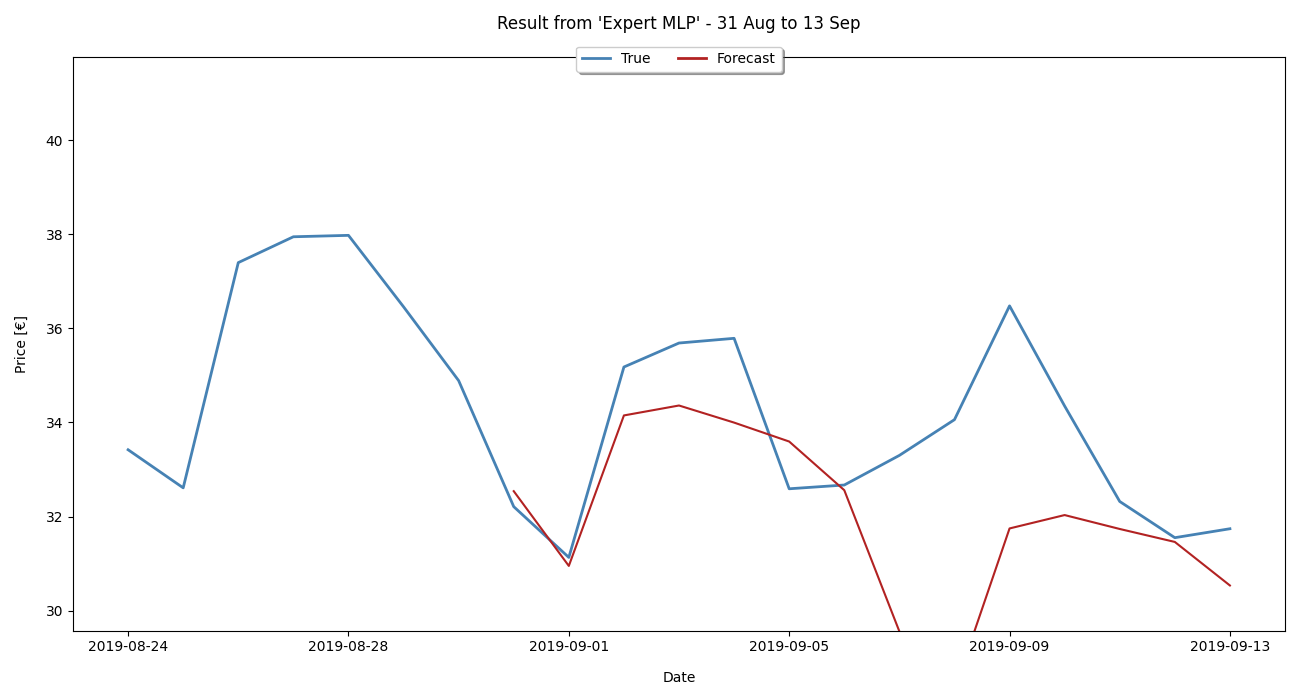 Result from 'Expert MLP' - 31 Aug to 13 Sep
True Forecast
40
38
36
34
32
30
Price [€]
2019-08-24 2019-08-28 2019-09-01 2019-09-05 2019-09-09 2019-09-13
Date